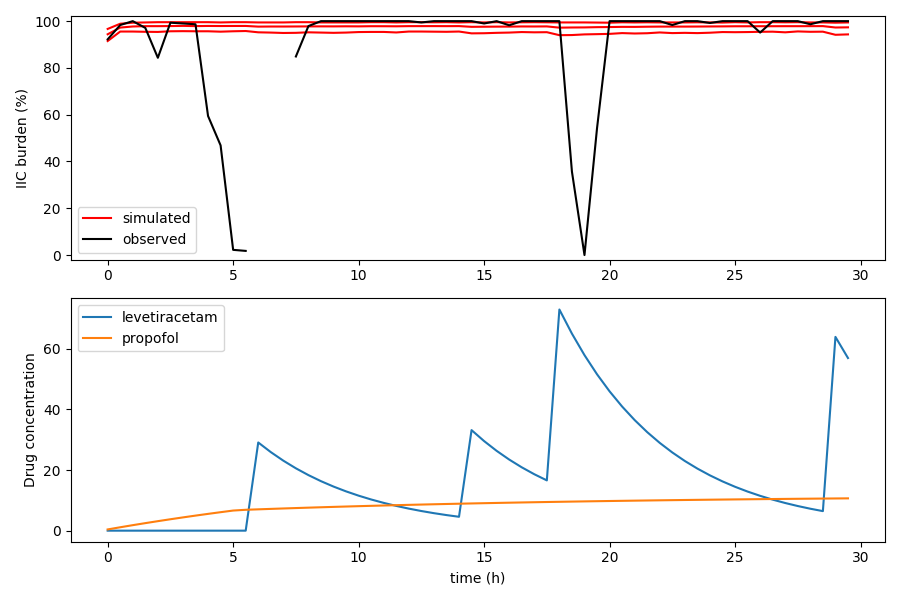 IIC burden (%)
100
80
60
40
20
0
simulated
observed
0 5 10 15 20 25 30
Drug concentration
60
40
20
0
levetiracetam
propofol
0 5 10 15 20 25 30
time (h)